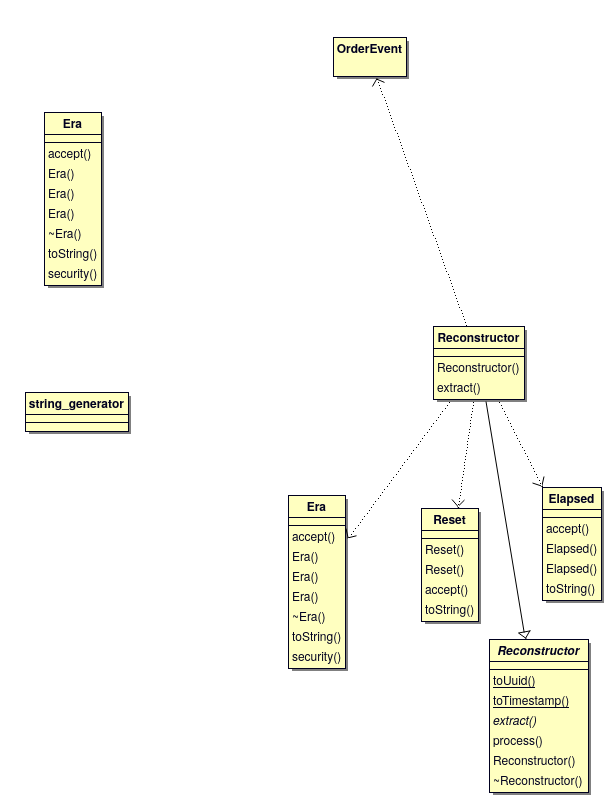 OrderEvent
Era
accept()
Era()
Era()
Era()
~Era()
toString()
security()
Reconstructor
Reconstructor()
extract()
string_generator
Era
accept()
Era()
Era()
Era()
~Era()
toString()
security()
Reset
Reset()
Reset()
accept()
toString()
Elapsed
accept()
Elapsed()
Elapsed()
toString()
Reconstructor
toUuid()
toTimestamp()
extract()
process()
Reconstructor()
~Reconstructor()